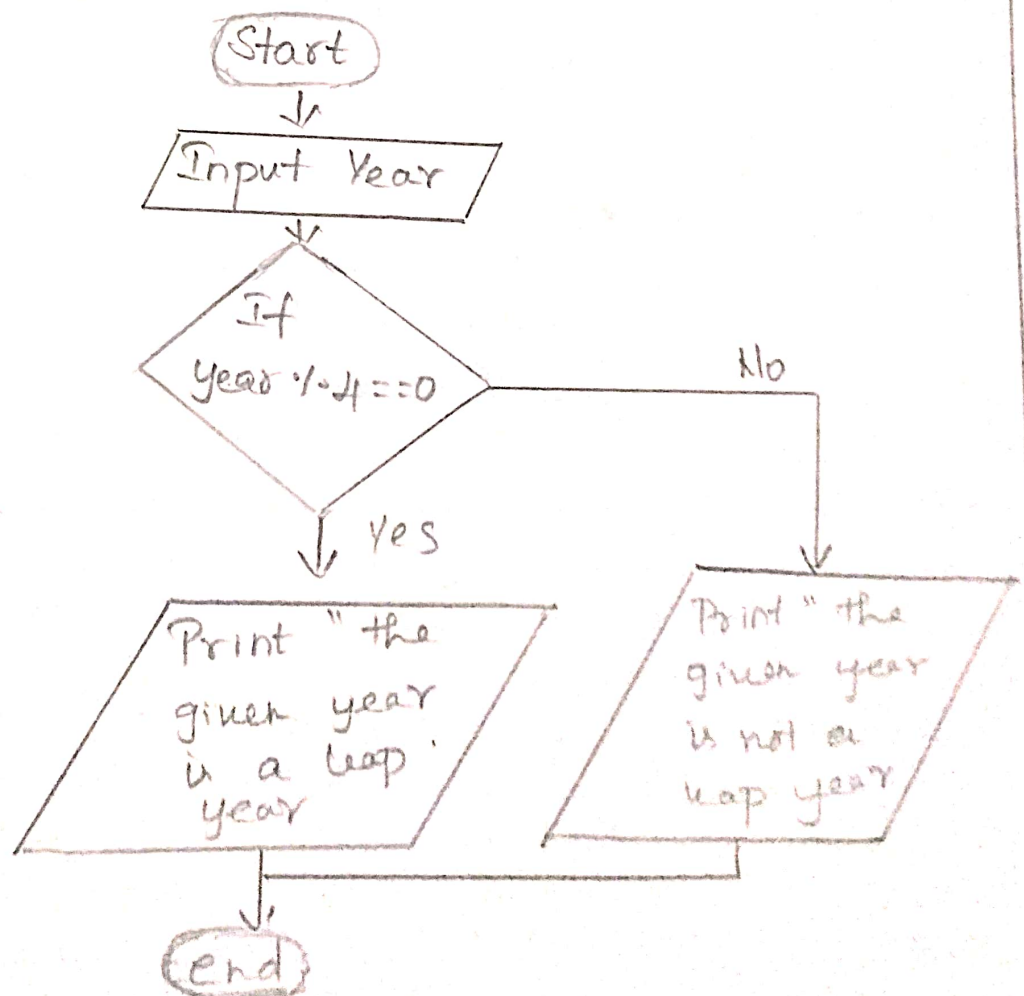 Start
Input Year
If
year % 4 == 0
No
Yes
Print "the
given year
is a leap
year
Print "the
given year
is not a
leap year
end